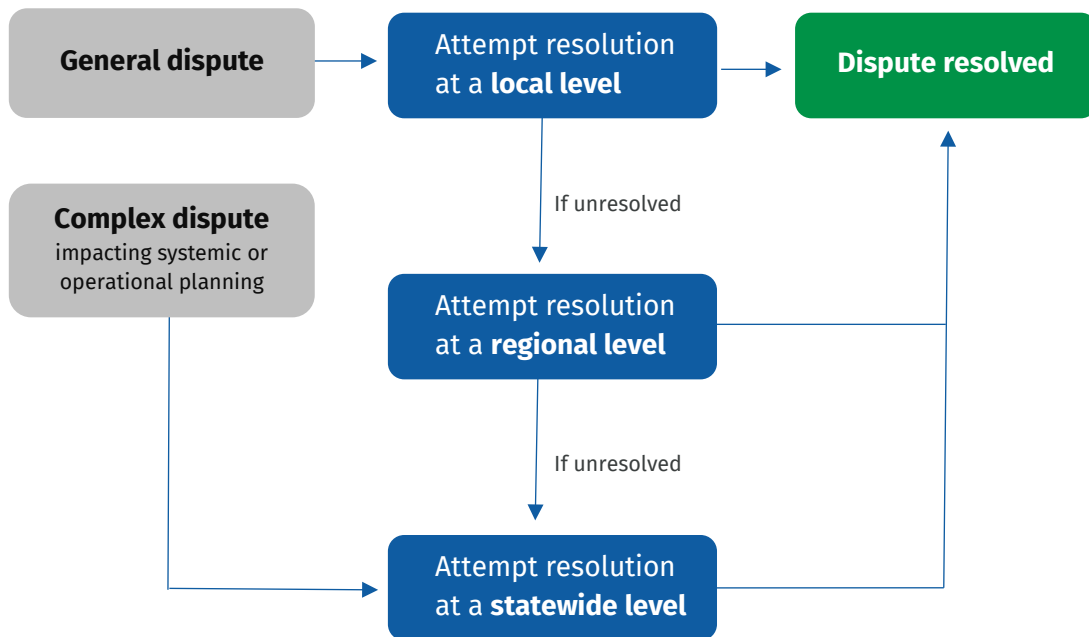 General dispute
Attempt resolution
at a local level
Dispute resolved
If unresolved
Complex dispute
impacting systemic or
operational planning
Attempt resolution
at a regional level
If unresolved
Attempt resolution
at a statewide level